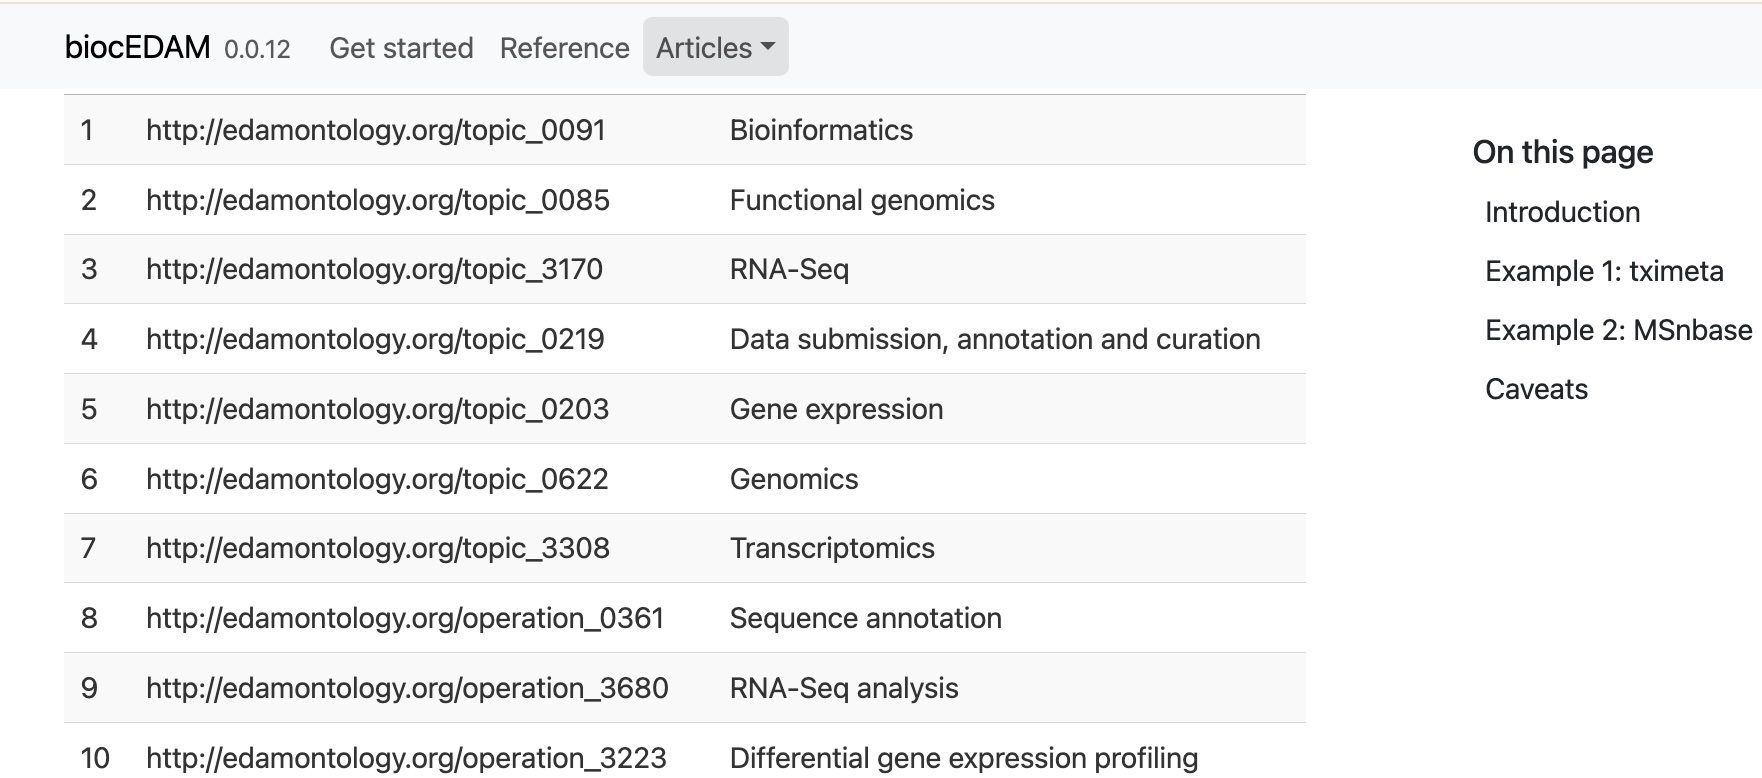 biocEDAM 0.0.12 Get started Reference Articles
1 http://edamontology.org/topic_0091 Bioinformatics
2 http://edamontology.org/topic_0085 Functional genomics
3 http://edamontology.org/topic_3170 RNA-Seq
4 http://edamontology.org/topic_0219 Data submission, annotation and curation
5 http://edamontology.org/topic_0203 Gene expression
6 http://edamontology.org/topic_0622 Genomics
7 http://edamontology.org/topic_3308 Transcriptomics
8 http://edamontology.org/operation_0361 Sequence annotation
9 http://edamontology.org/operation_3680 RNA-Seq analysis
10 http://edamontology.org/operation_3223 Differential gene expression profiling
On this page
Introduction
Example 1: tximeta
Example 2: MSnbase
Caveats